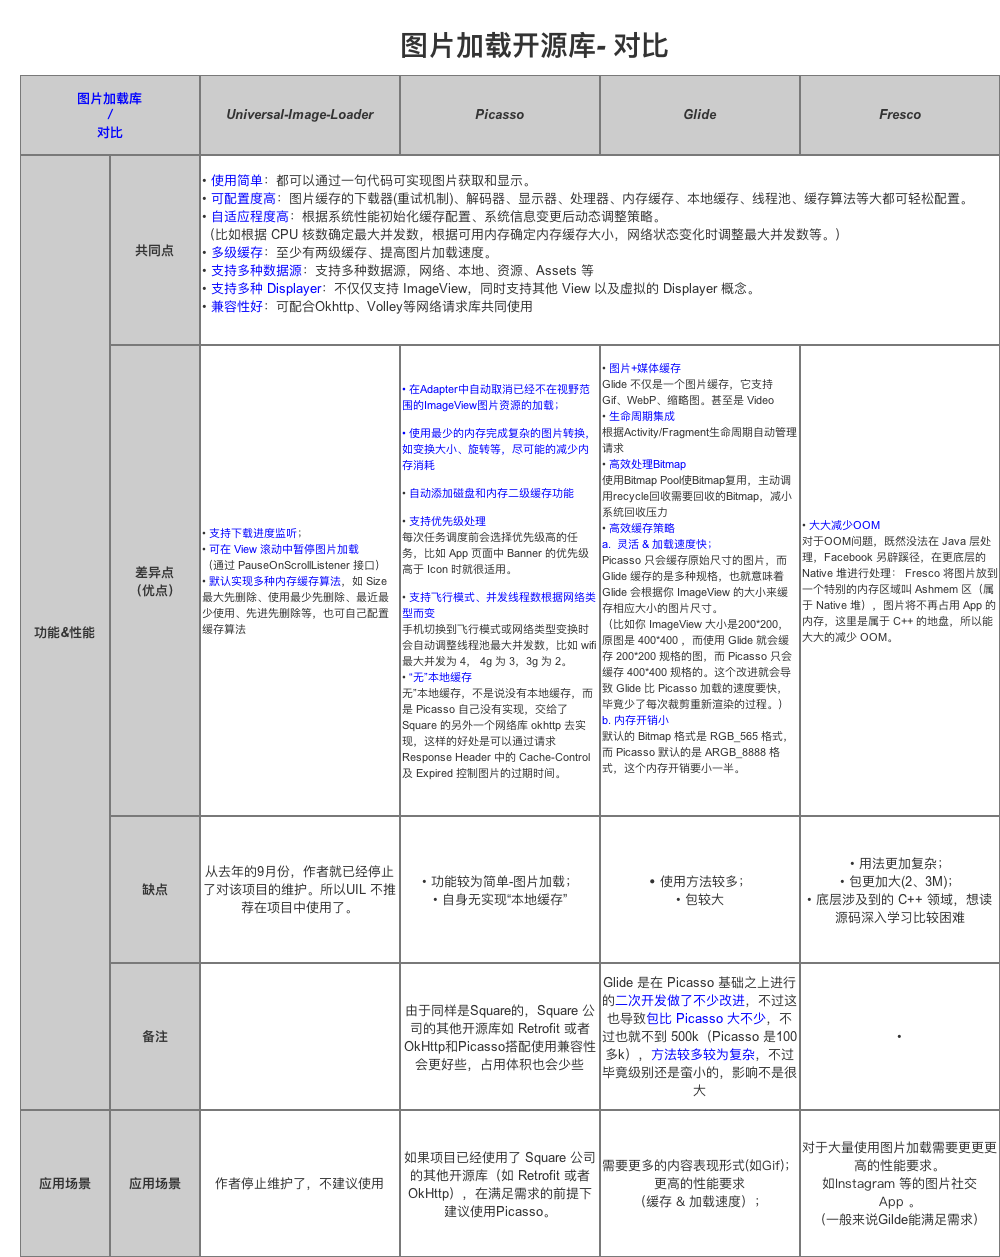 图片加载开源库- 对比
图片加载库
/
对比
Universal-Image-Loader
Picasso
Glide
Fresco
功能&性能
共同点
• 使用简单：都可以通过一句代码可实现图片获取和显示。
• 可配置度高：图片缓存的下载器(重试机制)、解码器、显示器、处理器、内存缓存、本地缓存、线程池、缓存算法等大都可轻松配置。
• 自适应程度高：根据系统性能初始化缓存配置、系统信息变更后动态调整策略。
（比如根据 CPU 核数确定最大并发数，根据可用内存确定内存缓存大小，网络状态变化时调整最大并发数等。)
• 多级缓存：至少有两级缓存、提高图片加载速度。
• 支持多种数据源：支持多种数据源，网络、本地、资源、Assets 等
• 支持多种 Displayer：不仅仅支持 ImageView，同时支持其他 View 以及虚拟的 Displayer 概念。
• 兼容性好：可配合Okhttp、Volley等网络请求库共同使用
差异点
（优点）
• 支持下载进度监听；
• 可在 View 滚动中暂停图片加载
（通过 PauseOnScrollListener 接口）
• 默认实现多种内存缓存算法，如 Size
最大先删除、使用最少先删除、最近最
少使用、先进先删除等，也可自己配置
缓存算法
• 在Adapter中自动取消已经不在视野范
围的ImageView图片资源的加载；
• 使用最少的内存完成复杂的图片转换，
如变换大小、旋转等，尽可能的减少内
存消耗
• 自动添加磁盘和内存二级缓存功能
• 支持优先级处理
每次任务调度前会选择优先级高的任
务，比如 App 页面中 Banner 的优先级
高于 Icon 时就很适用。
• 支持飞行模式、并发线程数根据网络类
型而变
手机切换到飞行模式或网络类型变换时
会自动调整线程池最大并发数，比如 wifi
最大并发为 4， 4g 为 3，3g 为 2。
• “无”本地缓存
无”本地缓存，不是说没有本地缓存，而
是 Picasso 自己没有实现，交给了
Square 的另外一个网络库 okhttp 去实
现，这样的好处是可以通过请求
Response Header 中的 Cache-Control
及 Expired 控制图片的过期时间。
• 图片+媒体缓存
Glide 不仅是一个图片缓存，它支持
Gif、WebP、缩略图。甚至是 Video
• 生命周期集成
根据Activity/Fragment生命周期自动管理
请求
• 高效处理Bitmap
使用Bitmap Pool使Bitmap复用，主动调
用recycle回收需要回收的Bitmap，减小
系统回收压力
• 高效缓存策略
a. 灵活 & 加载速度快；
Picasso 只会缓存原始尺寸的图片，而
Glide 缓存的是多种规格，也就意味着
Glide 会根据你 ImageView 的大小来缓
存相应大小的图片尺寸。
（比如你 ImageView 大小是200*200，
原图是 400*400 ，而使用 Glide 就会缓
存 200*200 规格的图，而 Picasso 只会
缓存 400*400 规格的。这个改进就会导
致 Glide 比 Picasso 加载的速度要快，
毕竟少了每次裁剪重新渲染的过程。）
b. 内存开销小
默认的 Bitmap 格式是 RGB_565 格式，
而 Picasso 默认的是 ARGB_8888 格
式，这个内存开销要小一半。
• 大大减少OOM
对于OOM问题，既然没法在 Java 层处
理，Facebook 另辟蹊径，在更底层的
Native 堆进行处理： Fresco 将图片放到
一个特别的内存区域叫 Ashmem 区（属
于 Native 堆），图片将不再占用 App 的
内存，这里是属于 C++ 的地盘，所以能
大大的减少 OOM。
缺点
从去年的9月份，作者就已经停止
了对该项目的维护。所以UIL 不推
荐在项目中使用了。
• 功能较为简单-图片加载；
• 自身无实现“本地缓存”
• 使用方法较多；
• 包较大
• 用法更加复杂；
• 包更加大(2、3M)；
• 底层涉及到的 C++ 领域，想读
源码深入学习比较困难
备注
由于同样是Square的，Square 公
司的其他开源库如 Retrofit 或者
OkHttp和Picasso搭配使用兼容性
会更好些，占用体积也会少些
Glide 是在 Picasso 基础之上进行
的二次开发做了不少改进，不过这
也导致包比 Picasso 大不少，不
过也就不到 500k（Picasso 是100
多k），方法较多较为复杂，不过
毕竟级别还是蛮小的，影响不是很
大
•
应用场景
应用场景
作者停止维护了，不建议使用
如果项目已经使用了 Square 公司
的其他开源库（如 Retrofit 或者
OkHttp），在满足需求的前提下
建议使用Picasso。
需要更多的内容表现形式(如Gif)；
更高的性能要求
（缓存 & 加载速度）；
对于大量使用图片加载需要更更更
高的性能要求。
如Instagram 等的图片社交
App 。
（一般来说Gilde能满足需求）